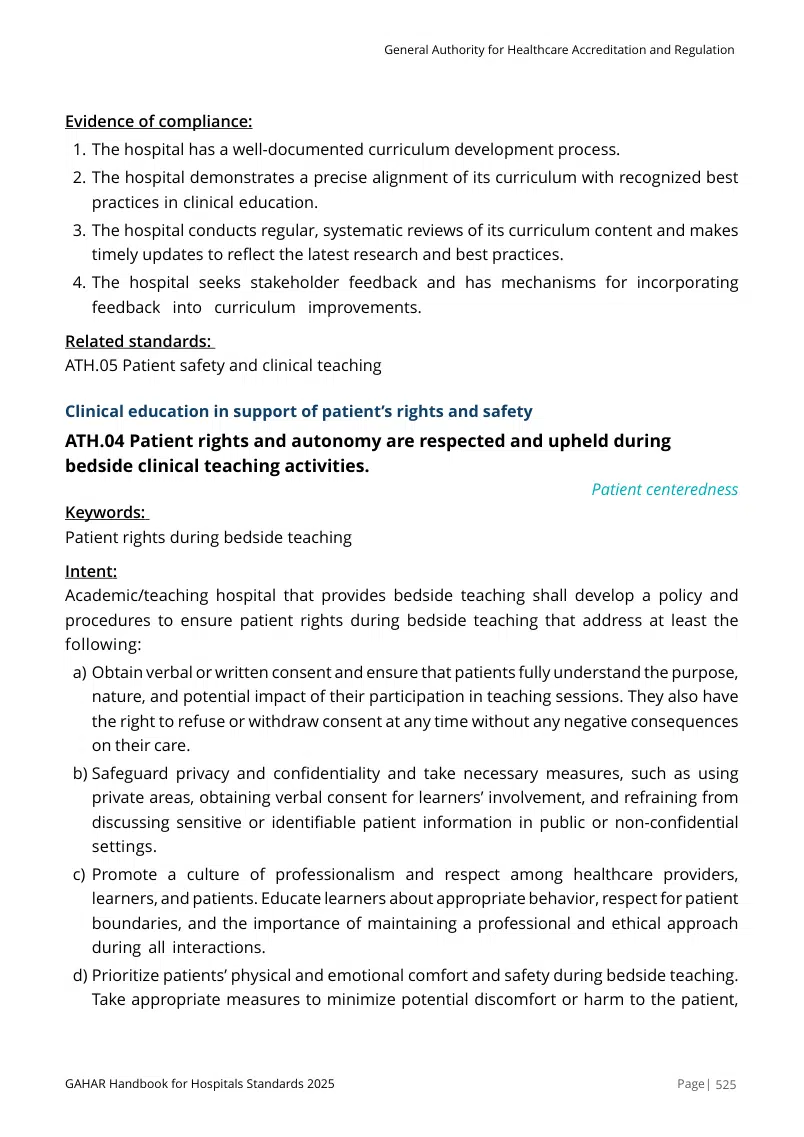 General Authority for Healthcare Accreditation and Regulation
Evidence of compliance:
1. The hospital has a well-documented curriculum development process.
2. The hospital demonstrates a precise alignment of its curriculum with recognized best
practices in clinical education.
3. The hospital conducts regular, systematic reviews of its curriculum content and makes
timely updates to reflect the latest research and best practices.
4. The hospital seeks stakeholder feedback and has mechanisms for incorporating
feedback into curriculum improvements.
Related standards:
ATH.05 Patient safety and clinical teaching
Clinical education in support of patient’s rights and safety
ATH.04 Patient rights and autonomy are respected and upheld during
bedside clinical teaching activities.
Patient centeredness
Keywords:
Patient rights during bedside teaching
Intent:
Academic/teaching hospital that provides bedside teaching shall develop a policy and
procedures to ensure patient rights during bedside teaching that address at least the
following:
a) Obtain verbal or written consent and ensure that patients fully understand the purpose,
nature, and potential impact of their participation in teaching sessions. They also have
the right to refuse or withdraw consent at any time without any negative consequences
on their care.
b) Safeguard privacy and confidentiality and take necessary measures, such as using
private areas, obtaining verbal consent for learners’ involvement, and refraining from
discussing sensitive or identifiable patient information in public or non-confidential
settings.
c) Promote a culture of professionalism and respect among healthcare providers,
learners, and patients. Educate learners about appropriate behavior, respect for patient
boundaries, and the importance of maintaining a professional and ethical approach
during all interactions.
d) Prioritize patients’ physical and emotional comfort and safety during bedside teaching.
Take appropriate measures to minimize potential discomfort or harm to the patient,
GAHAR Handbook for Hospitals Standards 2025
Page| 525